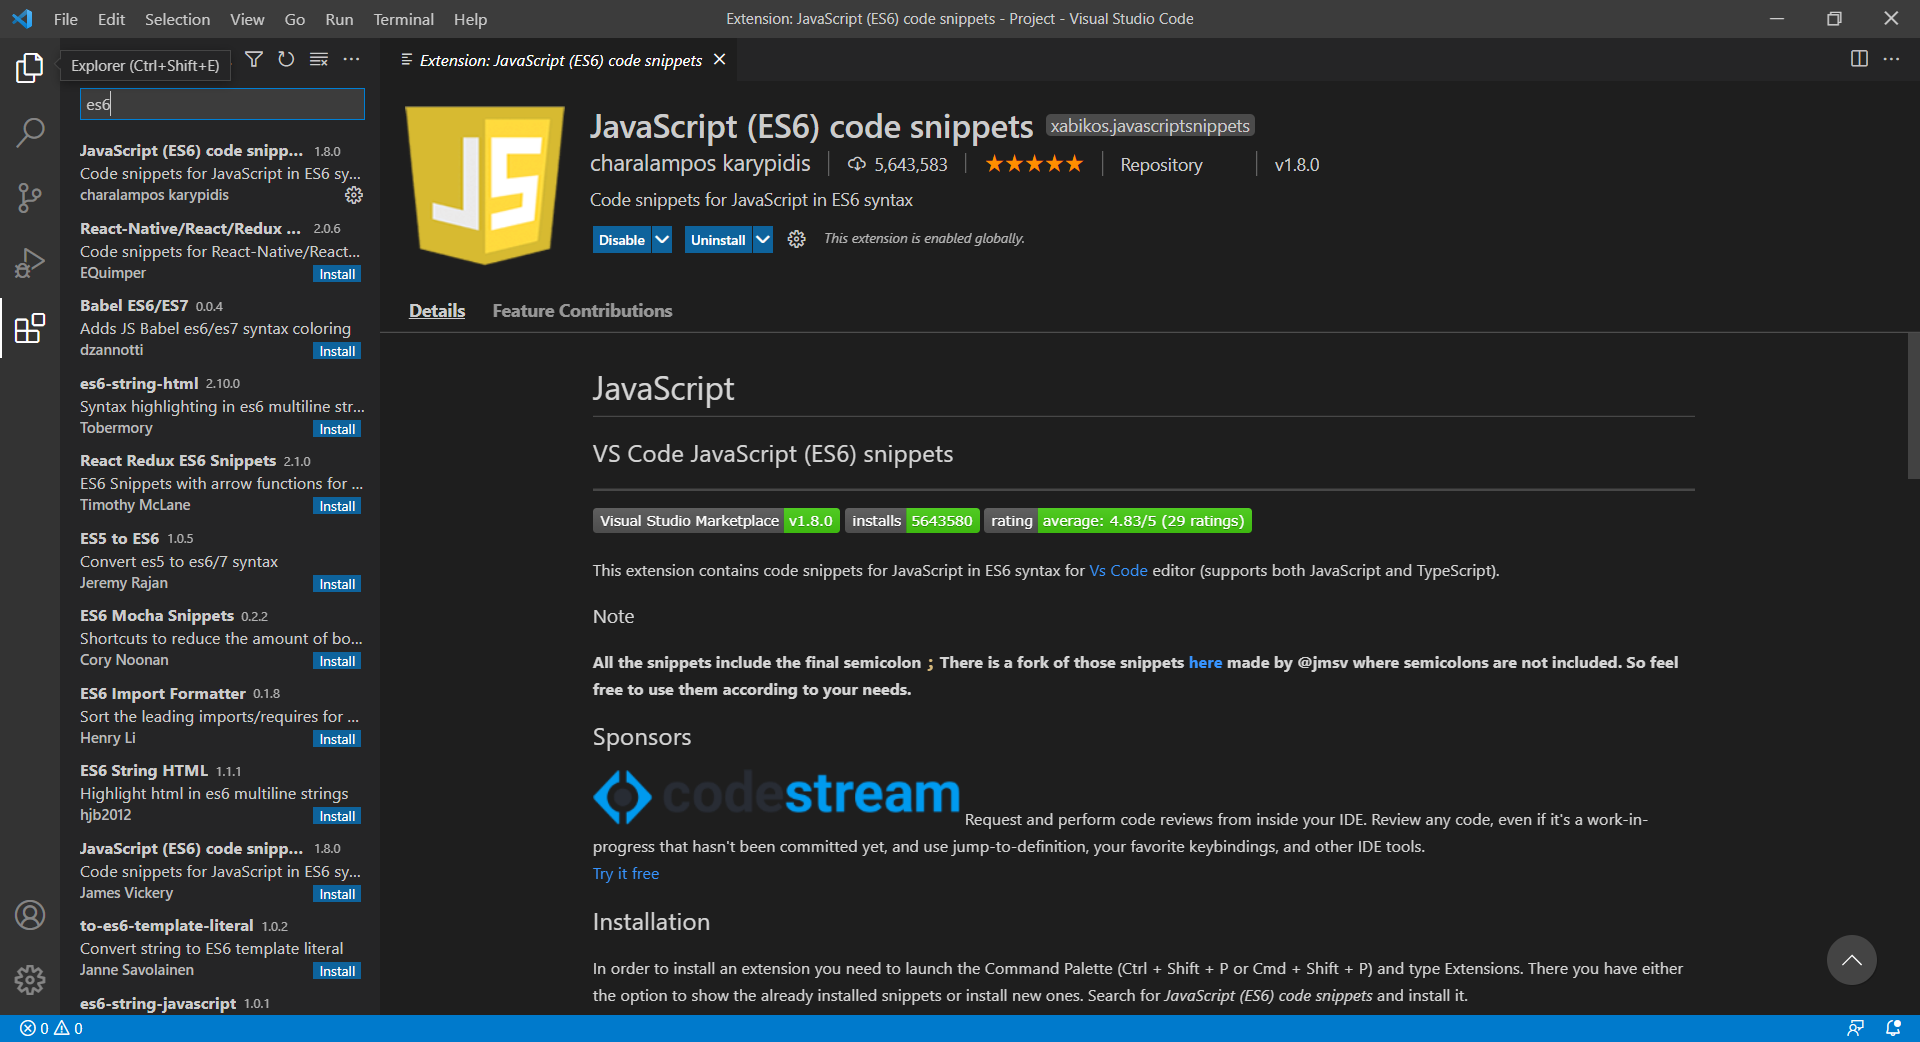 File Edit Selection View Go Run Terminal Help
Extension: JavaScript (ES6) code snippets - Project - Visual Studio Code
Explorer (Ctrl+Shift+E)
es6
JavaScript (ES6) code snipp... 1.8.0
Code snippets for JavaScript in ES6 sy...
charalampos karypidis
React-Native/React/Redux ... 2.0.6
Code snippets for React-Native/React...
EQuimper Install
Babel ES6/ES7 0.0.4
Adds JS Babel es6/es7 syntax coloring
dzannotti Install
es6-string-html 2.10.0
Syntax highlighting in es6 multiline str...
Tobermory Install
React Redux ES6 Snippets 2.1.0
ES6 Snippets with arrow functions for ...
Timothy McLane Install
ES5 to ES6 1.0.5
Convert es5 to es6/7 syntax
Jeremy Rajan Install
ES6 Mocha Snippets 0.2.2
Shortcuts to reduce the amount of bo...
Cory Noonan Install
ES6 Import Formatter 0.1.8
Sort the leading imports/requires for ...
Henry Li Install
ES6 String HTML 1.1.1
Highlight html in es6 multiline strings
hjb2012 Install
JavaScript (ES6) code snipp... 1.8.0
Code snippets for JavaScript in ES6 sy...
James Vickery Install
to-es6-template-literal 1.0.2
Convert string to ES6 template literal
Janne Savolainen Install
es6-string-javascript 1.0.1
Extension: JavaScript (ES6) code snippets
JS
JavaScript (ES6) code snippets xabikos.javascriptsnippets
charalampos karypidis 5,643,583 Repository v1.8.0
Code snippets for JavaScript in ES6 syntax
Disable Uninstall This extension is enabled globally.
Details Feature Contributions
JavaScript
VS Code JavaScript (ES6) snippets
Visual Studio Marketplace v1.8.0 installs 5643580 rating average: 4.83/5 (29 ratings)
This extension contains code snippets for JavaScript in ES6 syntax for Vs Code editor (supports both JavaScript and TypeScript).
Note
All the snippets include the final semicolon ; There is a fork of those snippets here made by @jmsv where semicolons are not included. So feel
free to use them according to your needs.
Sponsors
codestream Request and perform code reviews from inside your IDE. Review any code, even if it's a work-in-
progress that hasn't been committed yet, and use jump-to-definition, your favorite keybindings, and other IDE tools.
Try it free
Installation
In order to install an extension you need to launch the Command Palette (Ctrl + Shift + P or Cmd + Shift + P) and type Extensions. There you have either
the option to show the already installed snippets or install new ones. Search for JavaScript (ES6) code snippets and install it.
0 0